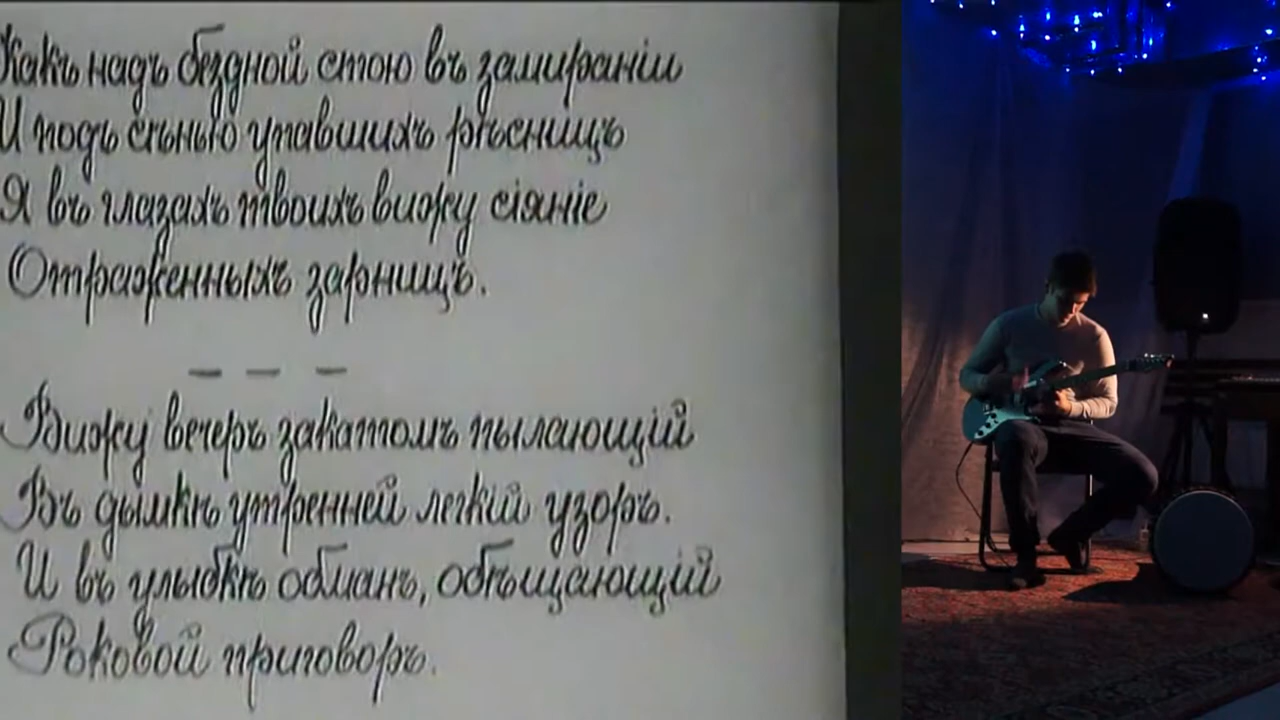 Какъ надъ бездной стою въ замираніи
И подъ сѣнью упавшихъ рѣсницъ
Я въ глазахъ твоихъ вижу сіяніе
Отраженныхъ зарницъ.
— — —
Вижу вечеръ закатомъ пылающій
Въ дымкѣ утренней легкій узоръ.
И въ улыбкѣ обманъ, обѣщающій
Роковой приговоръ.